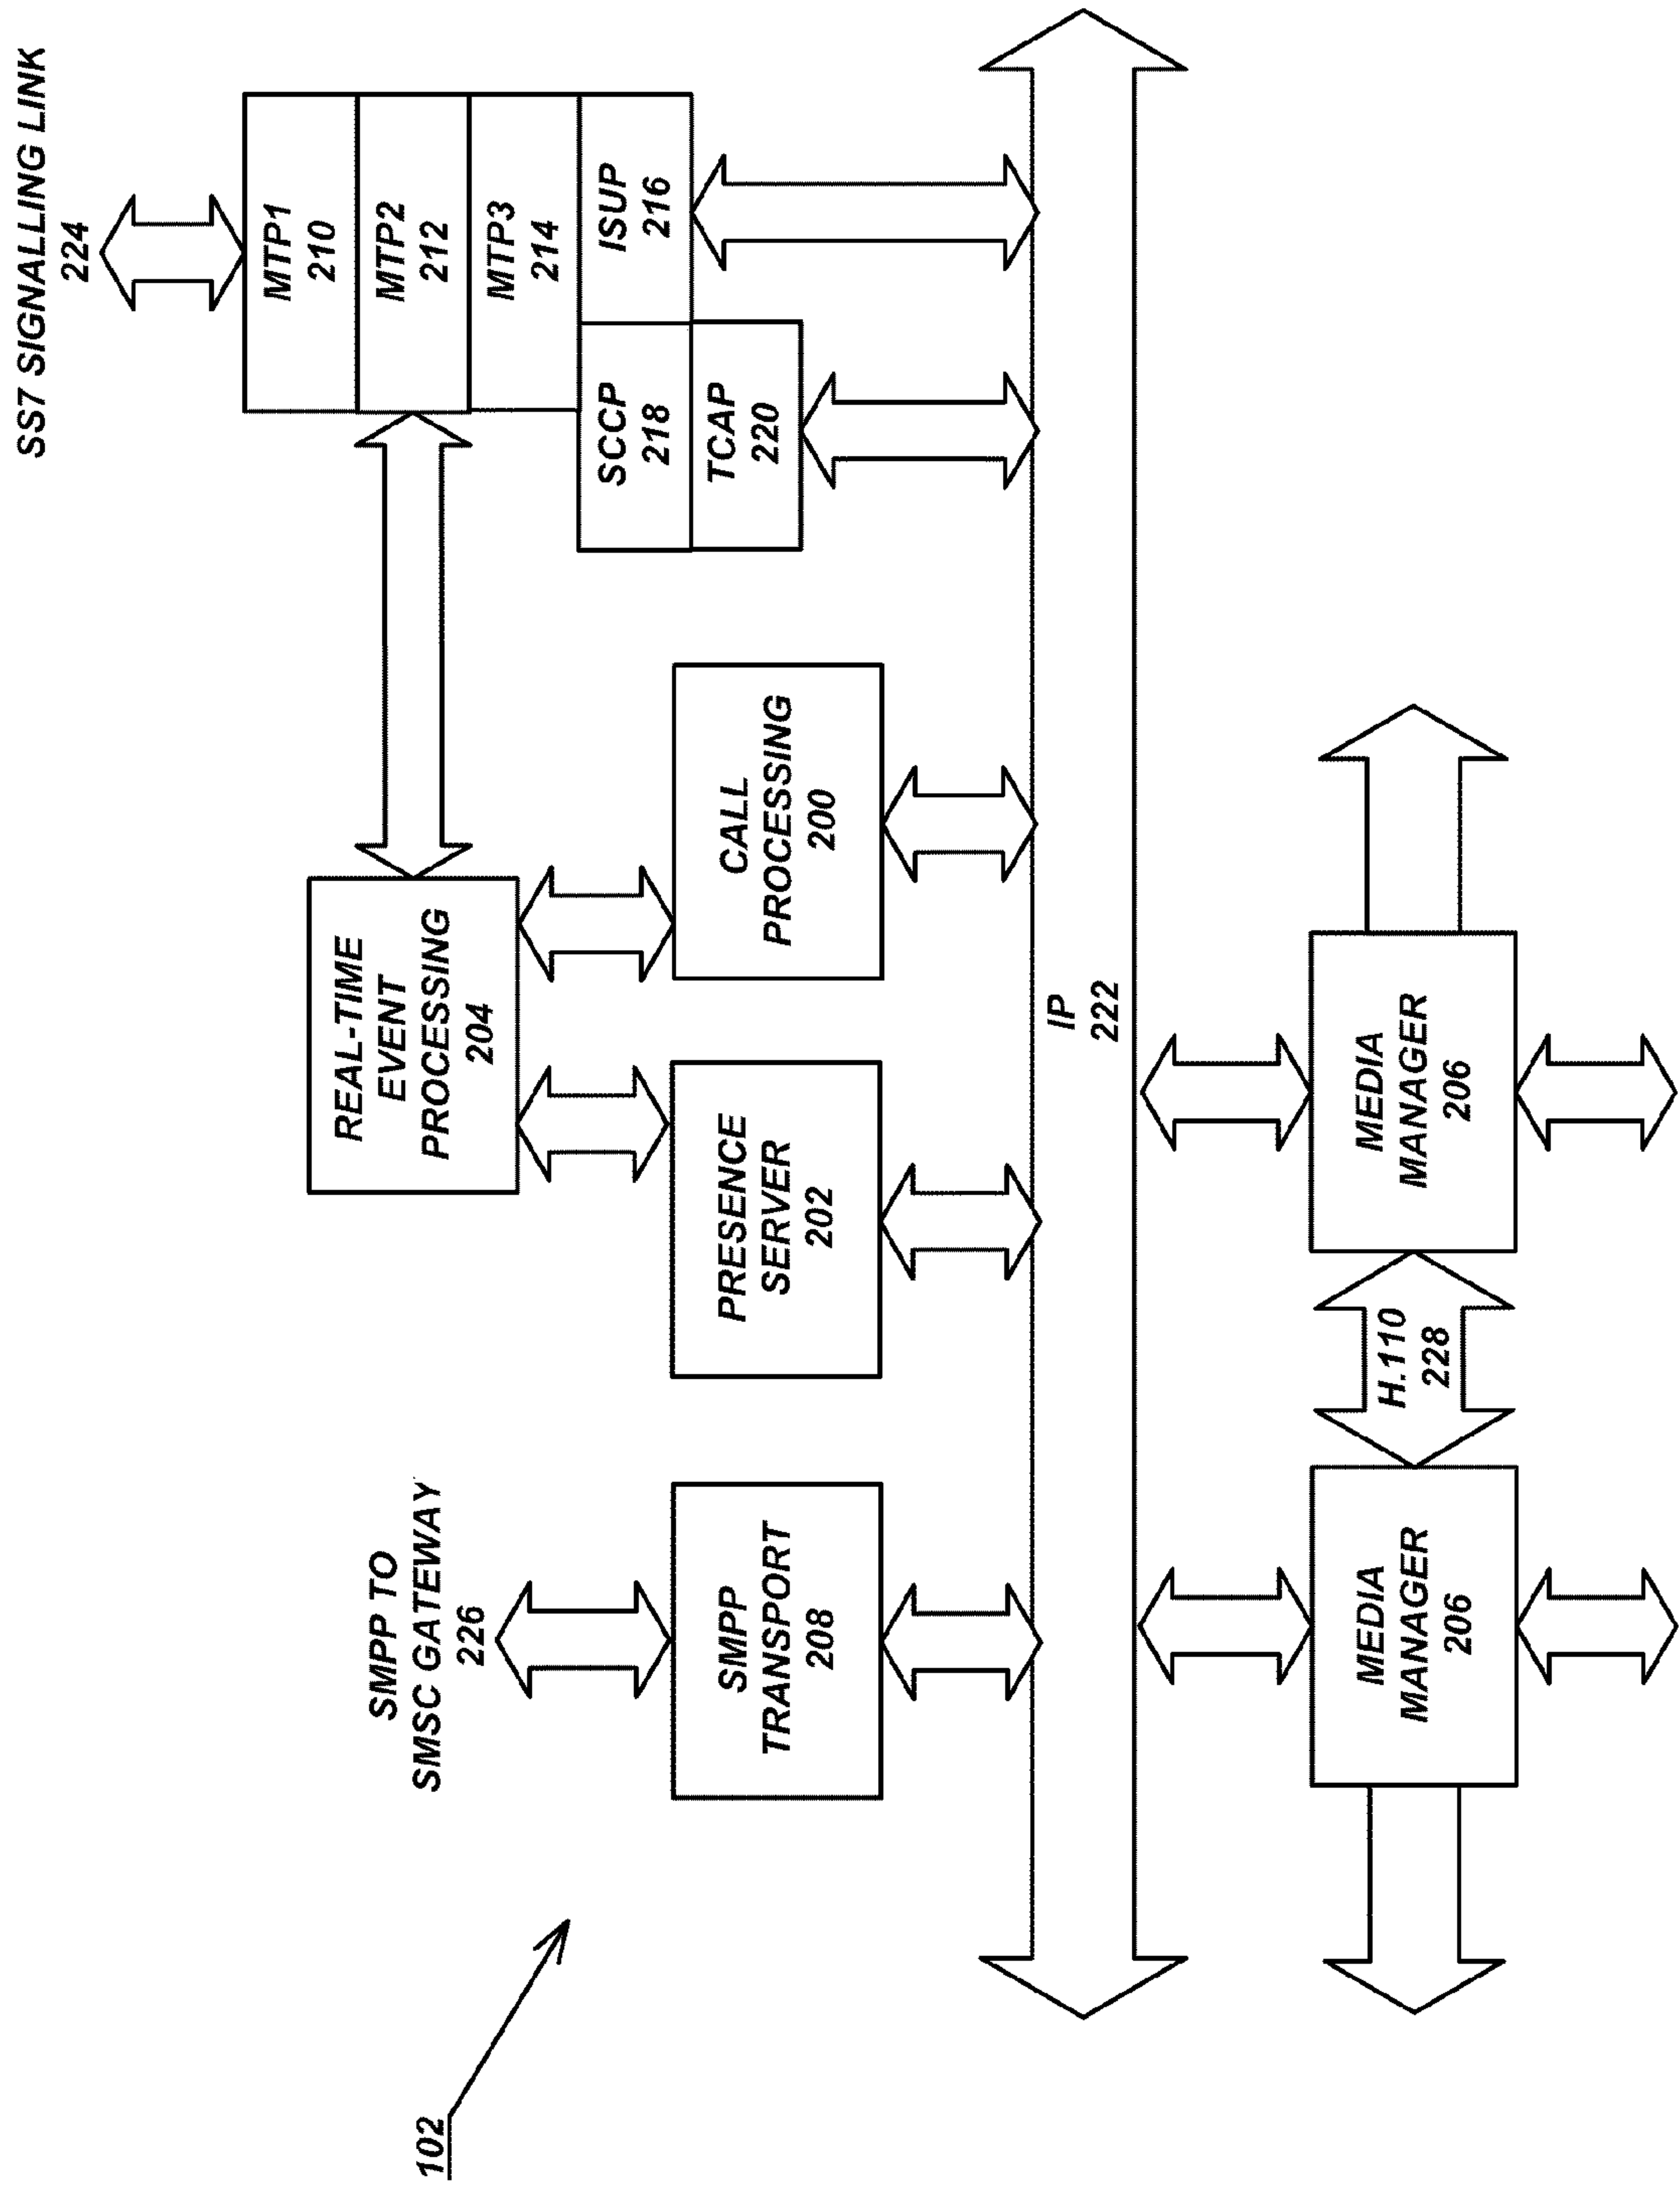 SS7 SIGNALLING LINK
224
102
SMPP TO
SMSC GATEWAY
226
REAL-TIME
EVENT
PROCESSING
204
MTP1
210
MTP2
212
MTP3
214
SCCP
218
ISUP
216
TCAP
220
SMPP
TRANSPORT
208
PRESENCE
SERVER
202
CALL
PROCESSING
200
IP
222
MEDIA
MANAGER
206
H.110
228
MEDIA
MANAGER
206